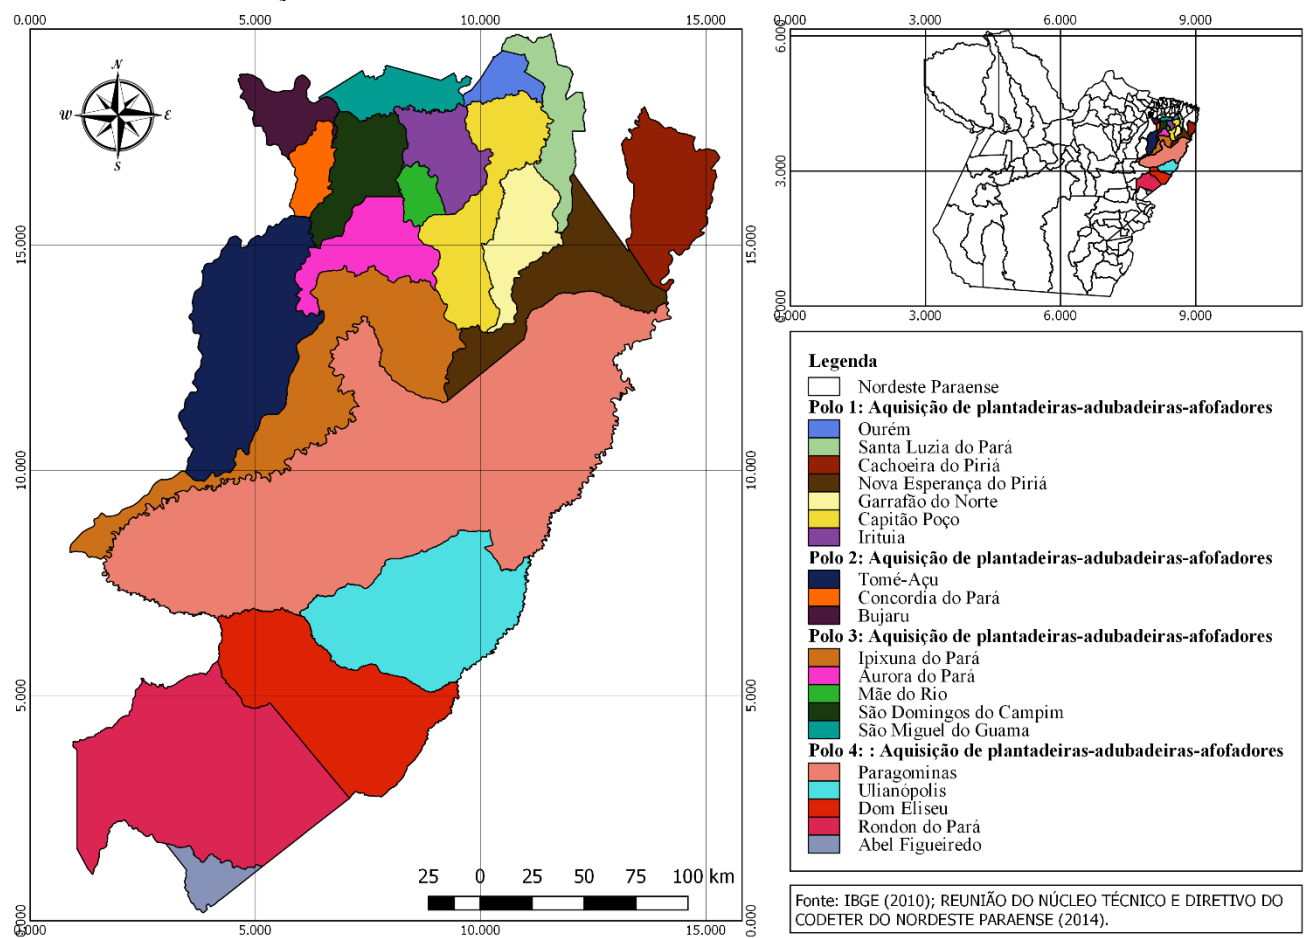 0.000 5.000 10.000 15.000
0.000 3.000 6.000 9.000
6.000
3.000
0.000
0.000 3.000 6.000 9.000
N
W E
S
15.000 15.000
10.000 10.000
5.000 5.000
0.000 0.000
0.000 5.000 10.000 15.000
25 0 25 50 75 100 km
Legenda
Nordeste Paraense
Polo 1: Aquisição de plantadeiras-adubadeiras-afofadores
Ourém
Santa Luzia do Pará
Cachoeira do Piriá
Nova Esperança do Piriá
Garrafão do Norte
Capitão Poço
Irituia
Polo 2: Aquisição de plantadeiras-adubadeiras-afofadores
Tomé-Açu
Concordia do Pará
Bujaru
Polo 3: Aquisição de plantadeiras-adubadeiras-afofadores
Ipixuna do Pará
Aurora do Pará
Mãe do Rio
São Domingos do Campim
São Miguel do Guama
Polo 4: : Aquisição de plantadeiras-adubadeiras-afofadores
Paragominas
Ulianópolis
Dom Eliseu
Rondon do Pará
Abel Figueiredo
Fonte: IBGE (2010); REUNIÃO DO NÚCLEO TÉCNICO E DIRETIVO DO
CODETER DO NORDESTE PARAENSE (2014).